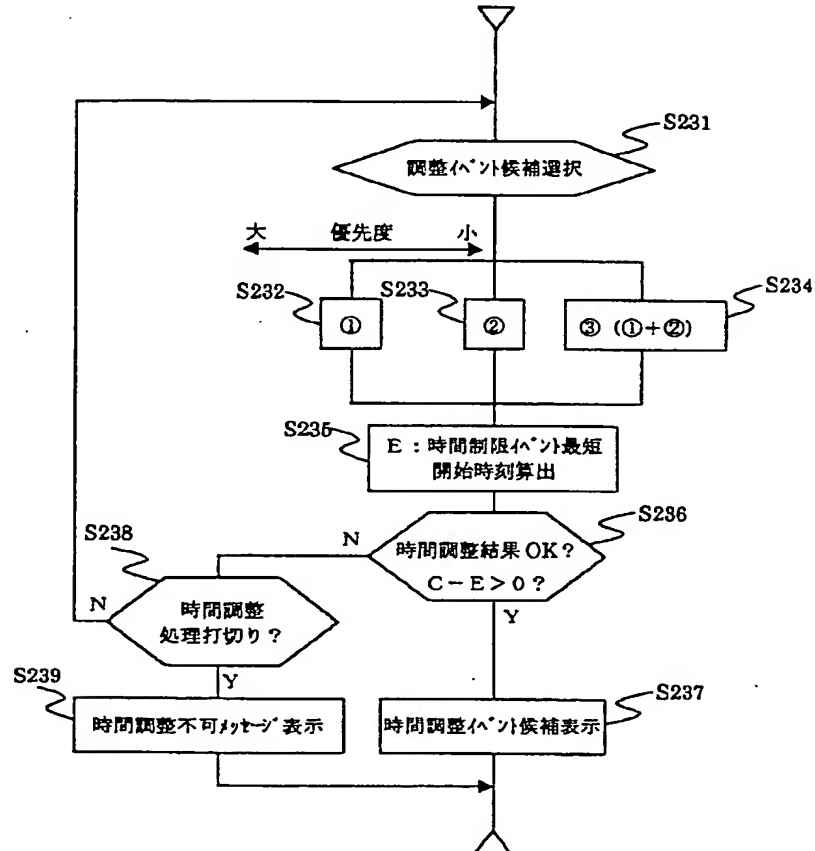 S231
調整イベント候補選択
大 優先度 小
S232
①
S233
②
S234
③ (①+②)
S235
E:時間制限イベント最短
開始時刻算出
S236
時間調整結果OK?
C-E>0?
N
Y
S238
時間調整
処理打切り?
N
Y
S239
時間調整不可メッセージ表示
S237
時間調整イベント候補表示